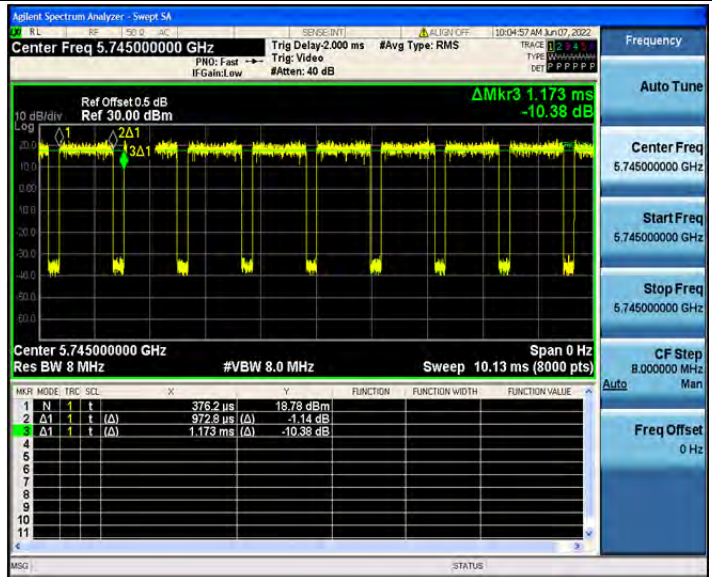 Agilent Spectrum Analyzer - Swept SA
RL RF 50 Ω AC SENSE:INT ALIGN OFF 10:04:57 AM Jun 07, 2022
Center Freq 5.745000000 GHz
PNO: Fast
IFGain:Low
Trig Delay-2.000 ms #Avg Type: RMS
Trig: Video
#Atten: 40 dB
TRACE 1 2 3 4 5 6
TYPE
DET P P P P P P
Frequency
Ref Offset 0.5 dB
10 dB/div Ref 30.00 dBm
Log
ΔMkr3 1.173 ms
-10.38 dB
1
2Δ1
3Δ1
20.0
10.0
0.00
-10.0
-20.0
-30.0
-40.0
-50.0
-60.0
Center 5.745000000 GHz Span 0 Hz
Res BW 8 MHz #VBW 8.0 MHz Sweep 10.13 ms (8000 pts)
MKR MODE TRC SCL X Y FUNCTION FUNCTION WIDTH FUNCTION VALUE
1 N 1 t 376.2 µs 18.78 dBm
2 Δ1 1 t (Δ) 972.8 µs (Δ) -1.14 dB
3 Δ1 1 t (Δ) 1.173 ms (Δ) -10.38 dB
4
5
6
7
8
9
10
11
MSG STATUS
Auto Tune
Center Freq
5.745000000 GHz
Start Freq
5.745000000 GHz
Stop Freq
5.745000000 GHz
CF Step
8.000000 MHz
Auto Man
Freq Offset
0 Hz